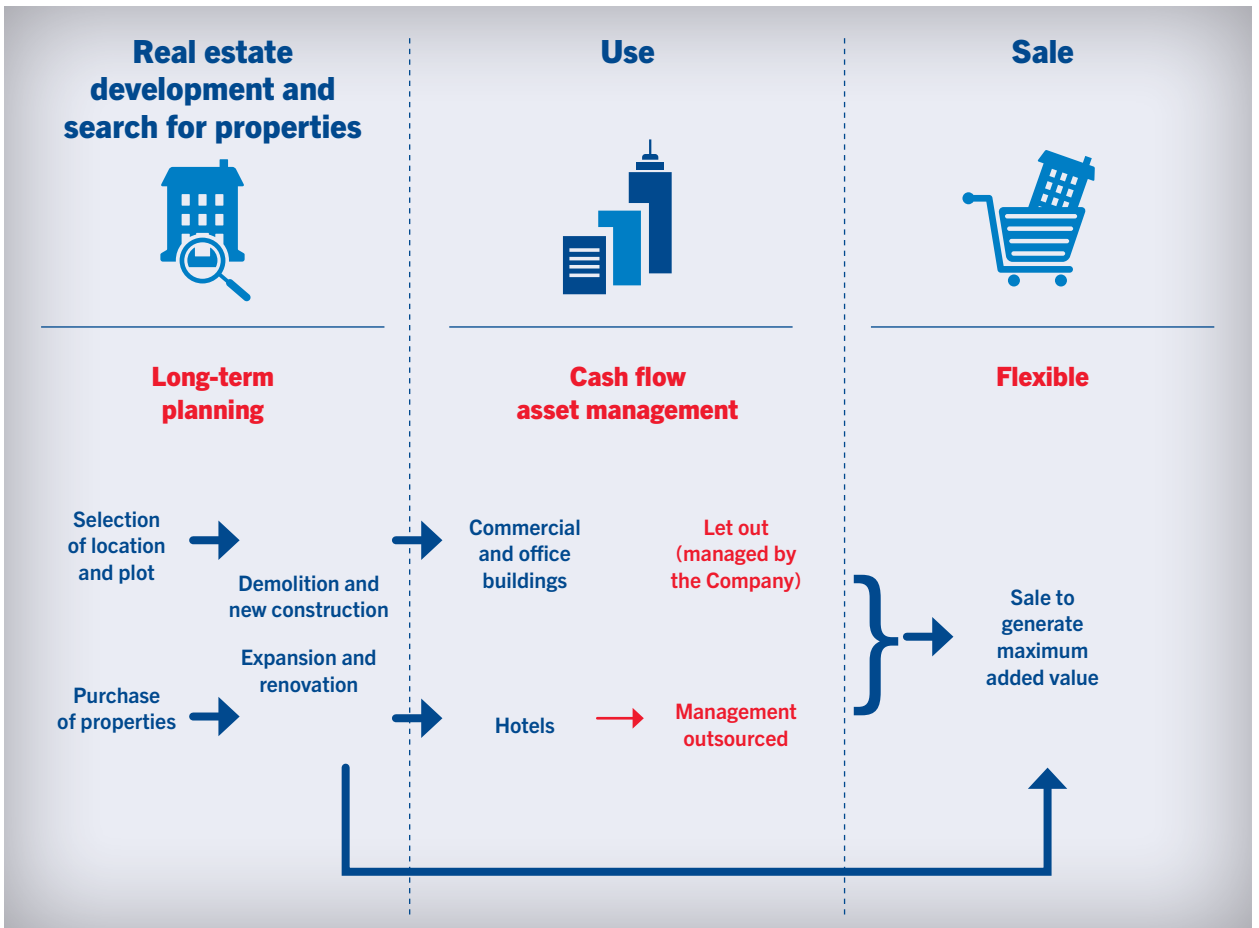 Real estate
development and
search for properties
Use
Sale
Long-term
planning
Cash flow
asset management
Flexible
Selection
of location
and plot
Demolition and
new construction
Expansion and
renovation
Purchase
of properties
Commercial
and office
buildings
Let out
(managed by
the Company)
Hotels
Management
outsourced
Sale to
generate
maximum
added value